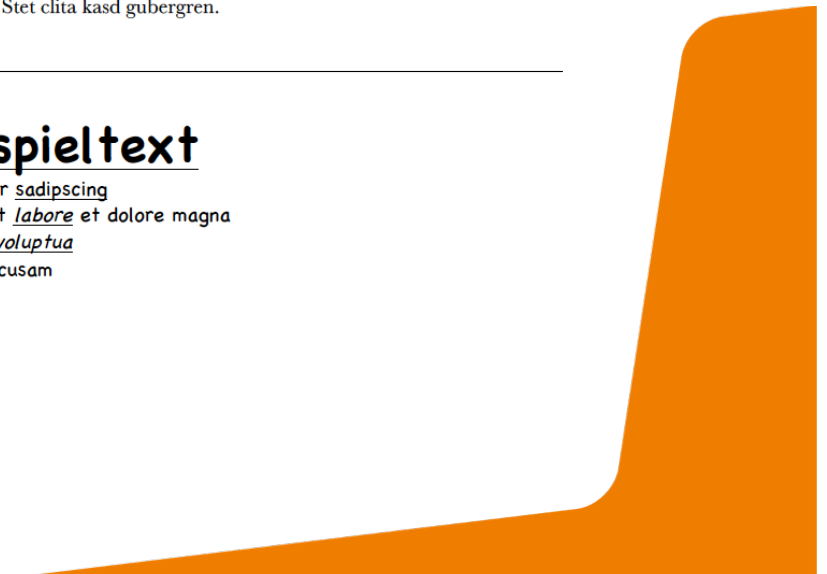 Stet clita kasd gubergren.
spieltext
r sadipscing
t labore et dolore magna
voluptua
cusam